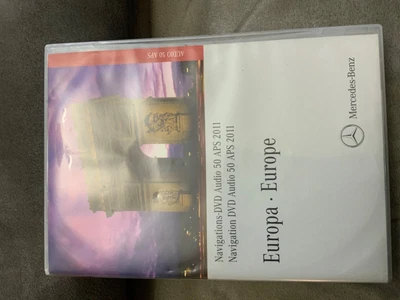 AUDIO 50 APS
Navigations-DVD Audio 50 APS 2011
Navigation DVD Audio 50 APS 2011
Europa · Europe
Mercedes-Benz